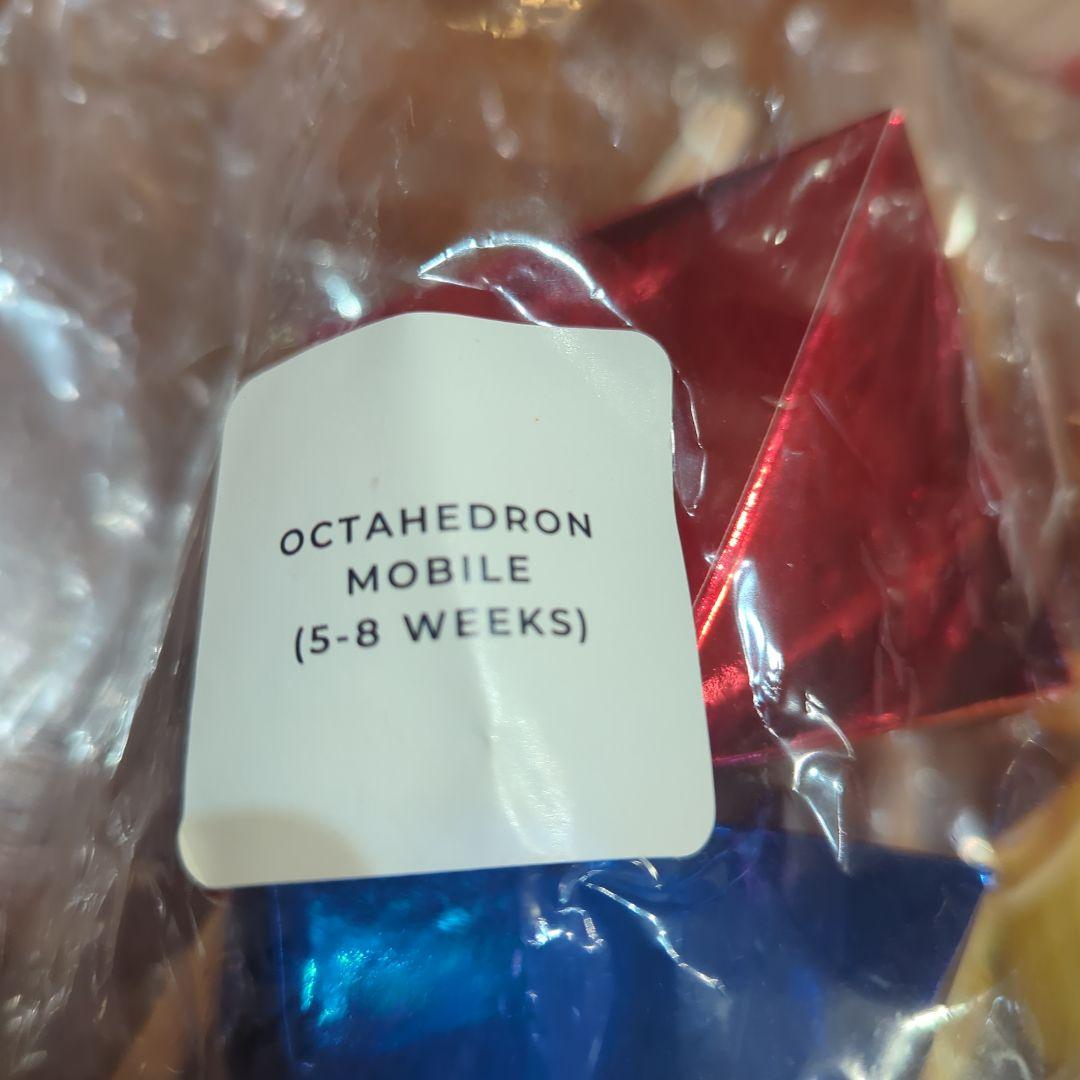 OCTAHEDRON
MOBILE
(5-8 WEEKS)